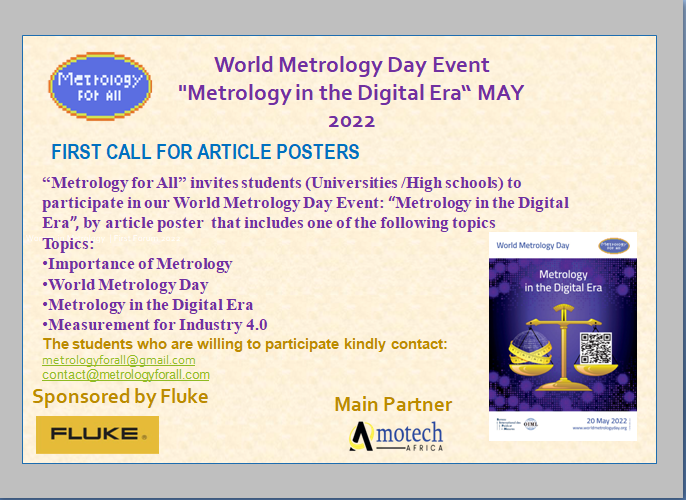 Metrology
FOR All
World Metrology Day Event
"Metrology in the Digital Era“ MAY
2022
FIRST CALL FOR ARTICLE POSTERS
“Metrology for All” invites students (Universities /High schools) to
participate in our World Metrology Day Event: “Metrology in the Digital
Era”, by article poster that includes one of the following topics
Topics:
•Importance of Metrology
•World Metrology Day
•Metrology in the Digital Era
•Measurement for Industry 4.0
The students who are willing to participate kindly contact:
metrologyforall@gmail.com
contact@metrologyforall.com
Sponsored by Fluke
FLUKE®
Main Partner
Amotech
AFRICA
World Metrology Day
Metrology
in the Digital Era
OIML
20 May 2022
www.worldmetrologyday.org